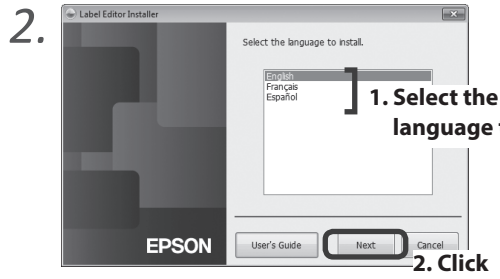 2.
Label Editor Installer
Select the language to install.
English
Français
Español
1. Select the
language
EPSON
User's Guide
Next
Cancel
2. Click